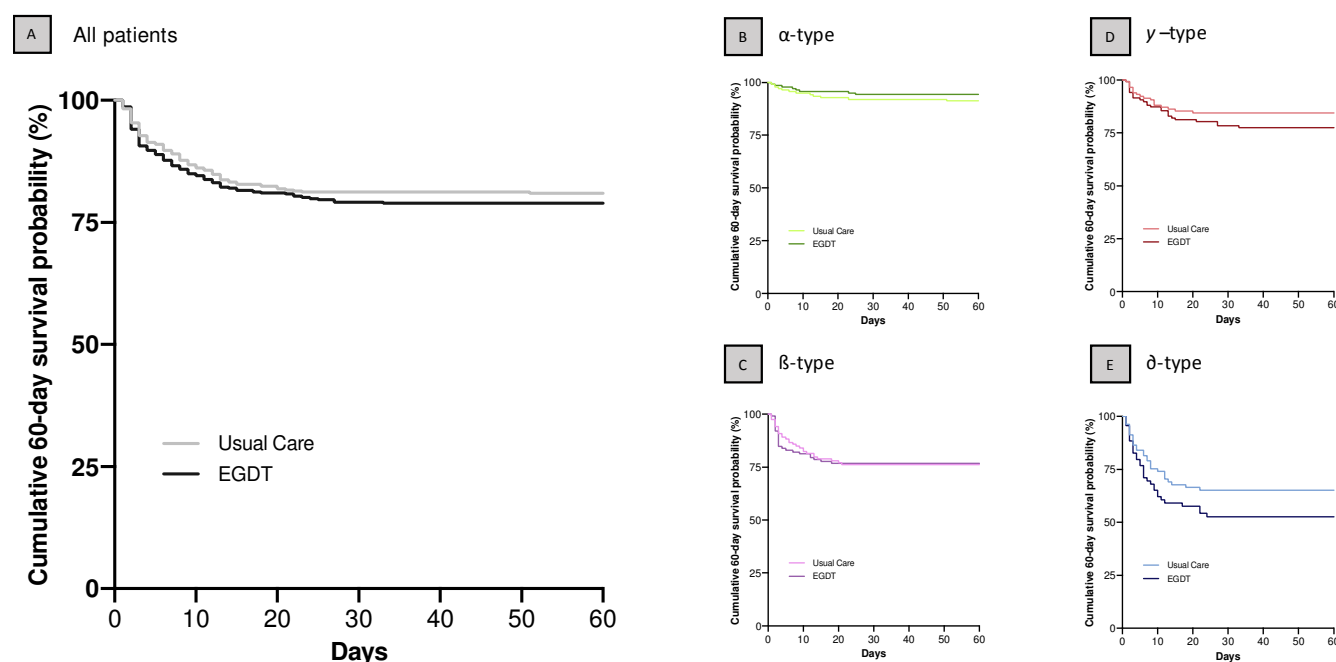 A
All patients
Cumulative 60-day survival probability (%)
100
75
50
25
0
Usual Care
EGDT
0 10 20 30 40 50 60
Days
B
α-type
Cumulative 60-day survival probability (%)
100
75
50
25
0
Usual Care
EGDT
0 10 20 30 40 50 60
Days
C
ß-type
Cumulative 60-day survival probability (%)
100
75
50
25
0
Usual Care
EGDT
0 10 20 30 40 50 60
Days
D
y –type
Cumulative 60-day survival probability (%)
100
75
50
25
0
Usual Care
EGDT
0 10 20 30 40 50 60
Days
E
∂-type
Cumulative 60-day survival probability (%)
100
75
50
25
0
Usual Care
EGDT
0 10 20 30 40 50 60
Days